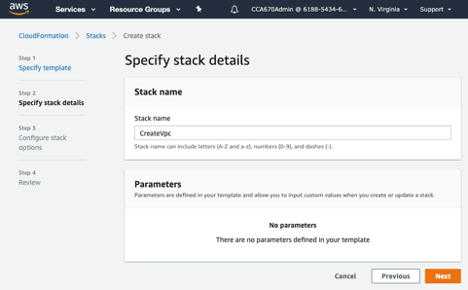 aws
Services
Resource Groups
CCA670Admin @ 6188-5434-6...
N. Virginia
Support
CloudFormation > Stacks > Create stack
Step 1
Specify template
Step 2
Specify stack details
Step 3
Configure stack
options
Step 4
Review
Specify stack details
Stack name
Stack name
CreateVpc
Stack name can include letters (A-Z and a-z), numbers (0-9), and dashes (-).
Parameters
Parameters are defined in your template and allow you to input custom values when you create or update a stack.
No parameters
There are no parameters defined in your template
Cancel
Previous
Next